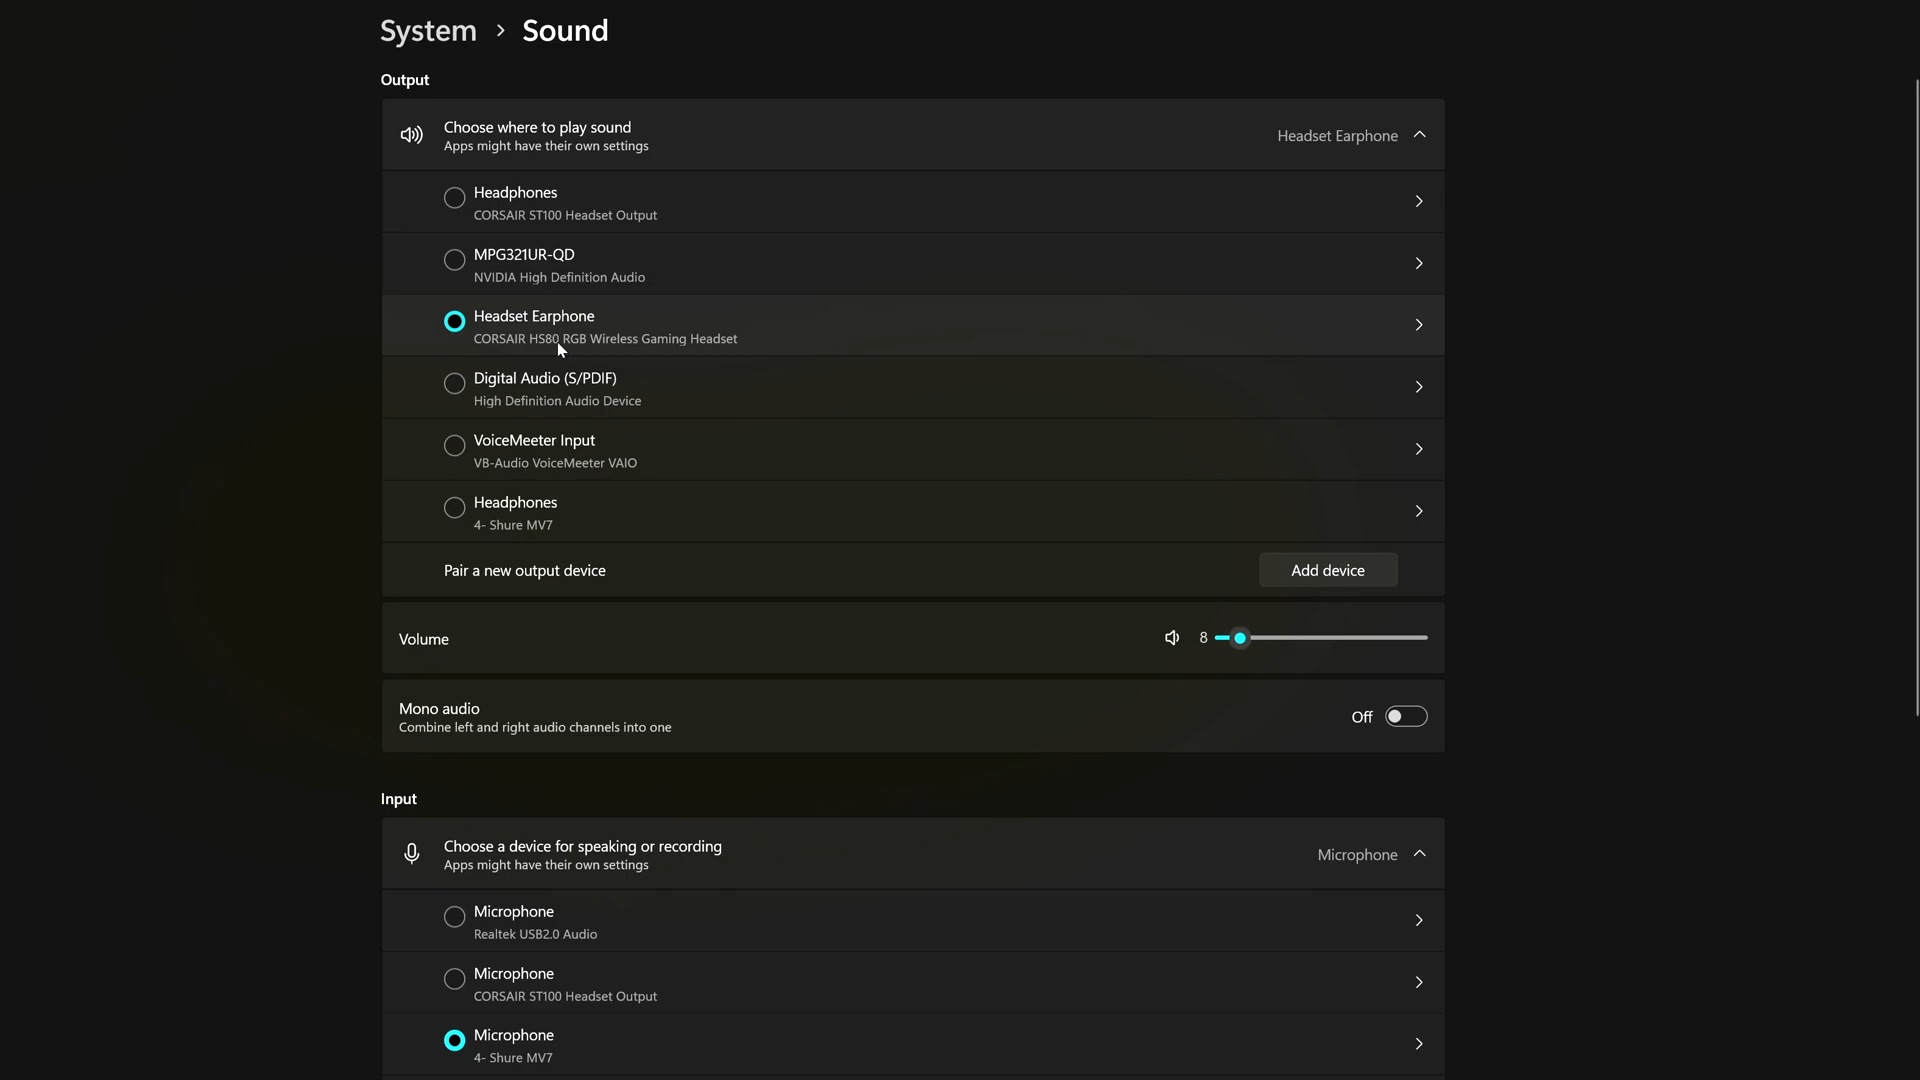 System > Sound
Output
Choose where to play sound
Apps might have their own settings
Headset Earphone
Headphones
CORSAIR ST100 Headset Output
MPG321UR-QD
NVIDIA High Definition Audio
Headset Earphone
CORSAIR HS80 RGB Wireless Gaming Headset
Digital Audio (S/PDIF)
High Definition Audio Device
VoiceMeeter Input
VB-Audio VoiceMeeter VAIO
Headphones
4- Shure MV7
Pair a new output device
Add device
Volume
8
Mono audio
Combine left and right audio channels into one
Off
Input
Choose a device for speaking or recording
Apps might have their own settings
Microphone
Microphone
Realtek USB2.0 Audio
Microphone
CORSAIR ST100 Headset Output
Microphone
4- Shure MV7